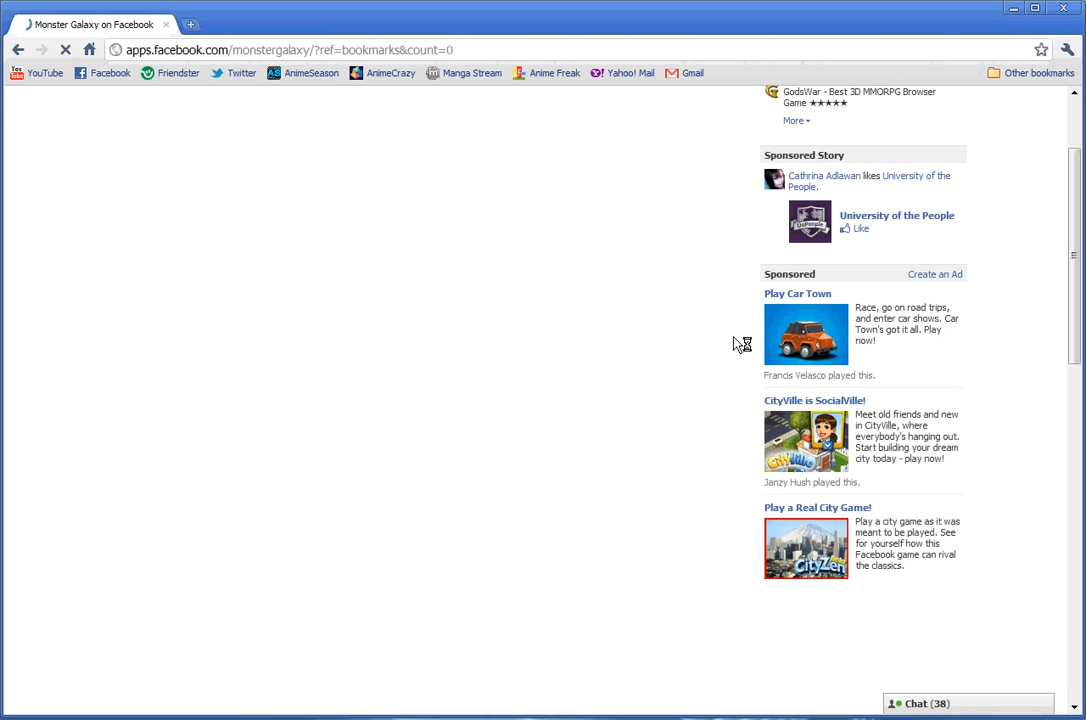 Monster Galaxy on Facebook
apps.facebook.com/monstergalaxy/?ref=bookmarks&count=0
YouTube Facebook Friendster Twitter AnimeSeason AnimeCrazy Manga Stream Anime Freak Yahoo! Mail Gmail Other bookmarks
GodsWar - Best 3D MMORPG Browser
Game ★★★★★
More
Sponsored Story
Cathrina Adlawan likes University of the
People.
University of the People
Like
Sponsored Create an Ad
Play Car Town
Race, go on road trips,
and enter car shows. Car
Town's got it all. Play
now!
Francis Velasco played this.
CityVille is SocialVille!
Meet old friends and new
in CityVille, where
everybody's hanging out.
Start building your dream
city today - play now!
Janzy Hush played this.
Play a Real City Game!
Play a city game as it was
meant to be played. See
for yourself how this
Facebook game can rival
the classics.
CityZen
Chat (38)